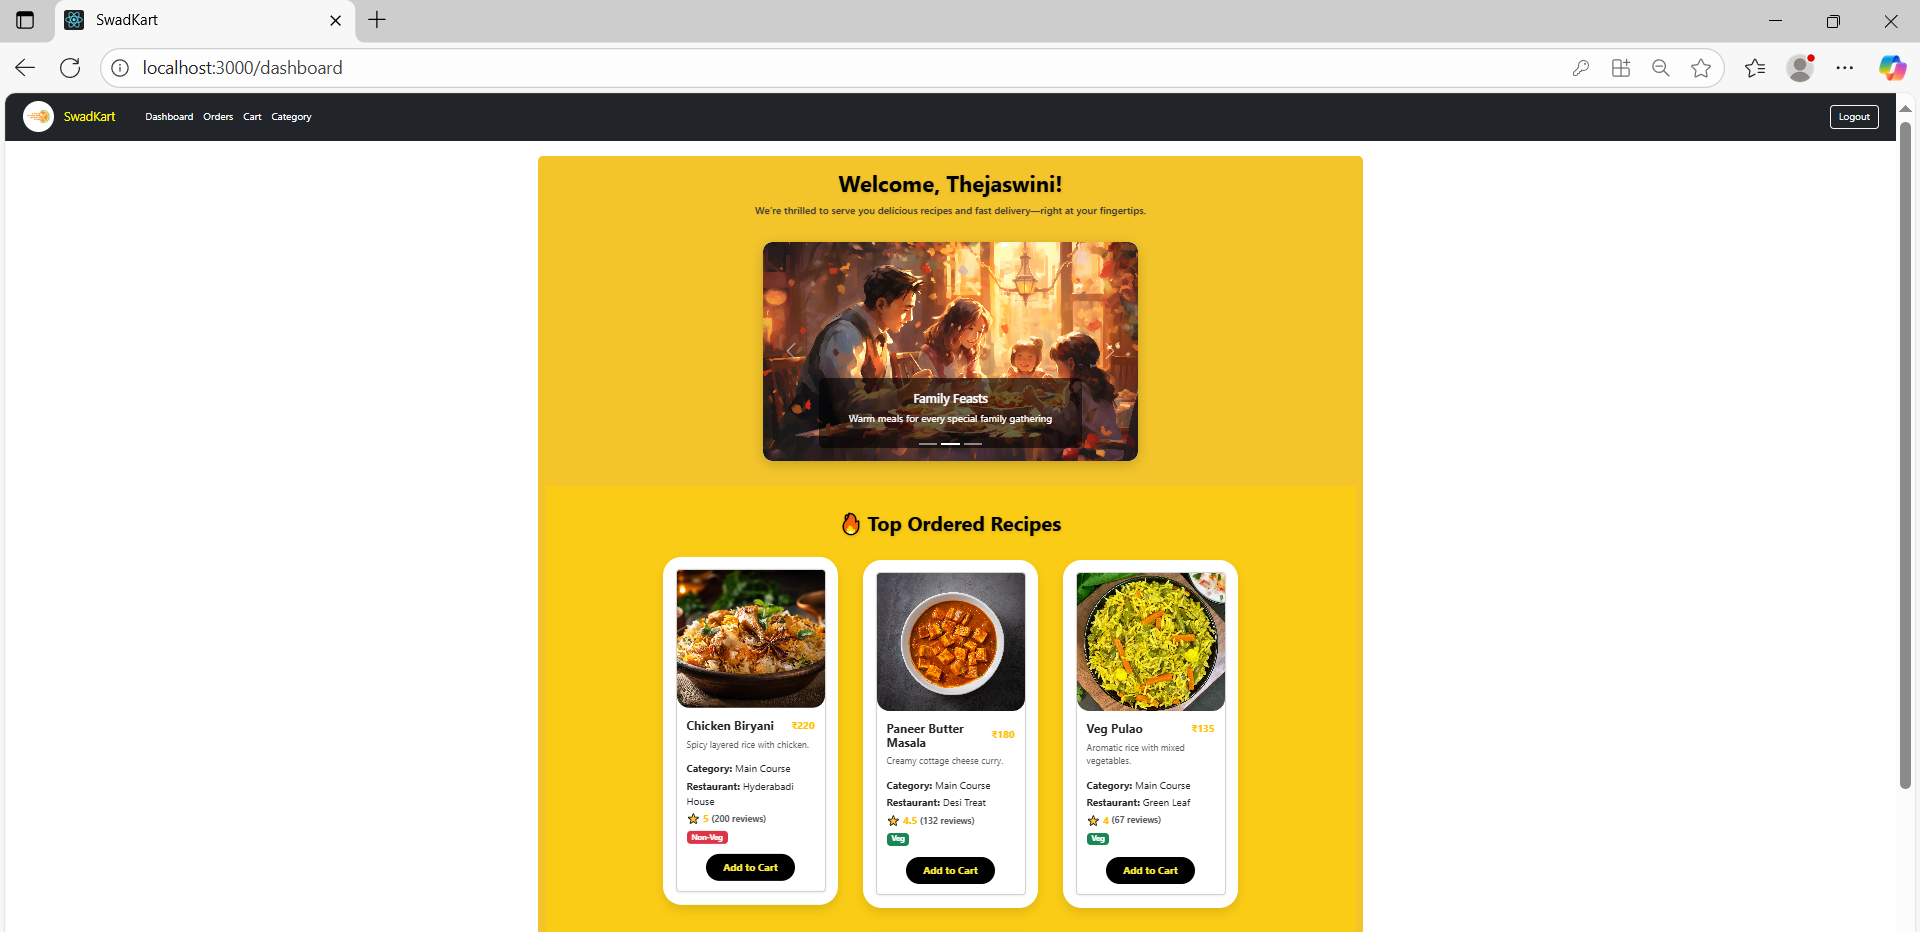 SwadKart
localhost:3000/dashboard
SwadKart
Dashboard Orders Cart Category
Logout
Welcome, Thejaswini!
We're thrilled to serve you delicious recipes and fast delivery—right at your fingertips.
Family Feasts
Warm meals for every special family gathering
🔥 Top Ordered Recipes
Chicken Biryani ₹220
Spicy layered rice with chicken.
Category: Main Course
Restaurant: Hyderabadi
House
⭐ 5 (200 reviews)
Non-Veg
Add to Cart
Paneer Butter
Masala
₹180
Creamy cottage cheese curry.
Category: Main Course
Restaurant: Desi Treat
⭐ 4.5 (132 reviews)
Veg
Add to Cart
Veg Pulao ₹135
Aromatic rice with mixed
vegetables.
Category: Main Course
Restaurant: Green Leaf
⭐ 4 (67 reviews)
Veg
Add to Cart